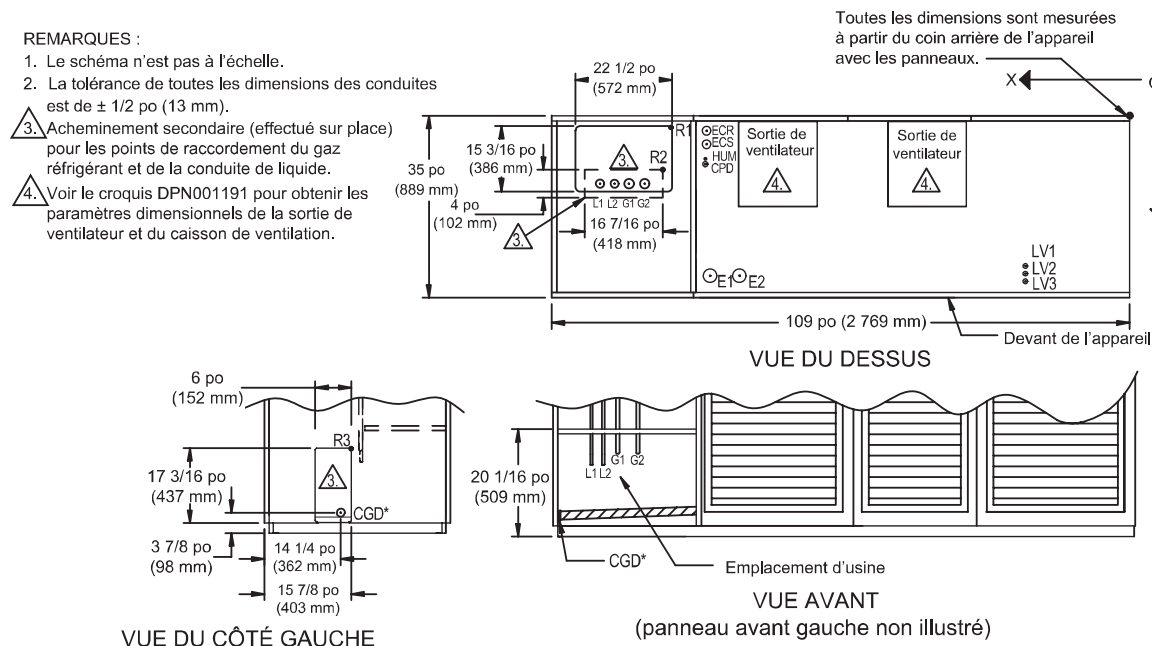 REMARQUES :
1. Le schéma n'est pas à l'échelle.
2. La tolérance de toutes les dimensions des conduites
est de ± 1/2 po (13 mm).
3. Acheminement secondaire (effectué sur place)
pour les points de raccordement du gaz
réfrigérant et de la conduite de liquide.
4. Voir le croquis DPN001191 pour obtenir les
paramètres dimensionnels de la sortie de
ventilateur et du caisson de ventilation.
Toutes les dimensions sont mesurées
à partir du coin arrière de l'appareil
avec les panneaux.
X
22 1/2 po
(572 mm)
R1
15 3/16 po
(386 mm)
3.
R2
35 po
(889 mm)
4 po
(102 mm)
L1 L2 G1 G2
3.
16 7/16 po
(418 mm)
ECR
ECS
HUM
CPD
Sortie de
ventilateur
4.
Sortie de
ventilateur
4.
E1 E2
LV1
LV2
LV3
109 po (2 769 mm)
Devant de l'appareil
VUE DU DESSUS
6 po
(152 mm)
R3
17 3/16 po
(437 mm)
3.
CGD*
3 7/8 po
(98 mm)
14 1/4 po
(362 mm)
15 7/8 po
(403 mm)
VUE DU CÔTÉ GAUCHE
20 1/16 po
(509 mm)
L1 L2 G1 G2
CGD*
Emplacement d'usine
VUE AVANT
(panneau avant gauche non illustré)